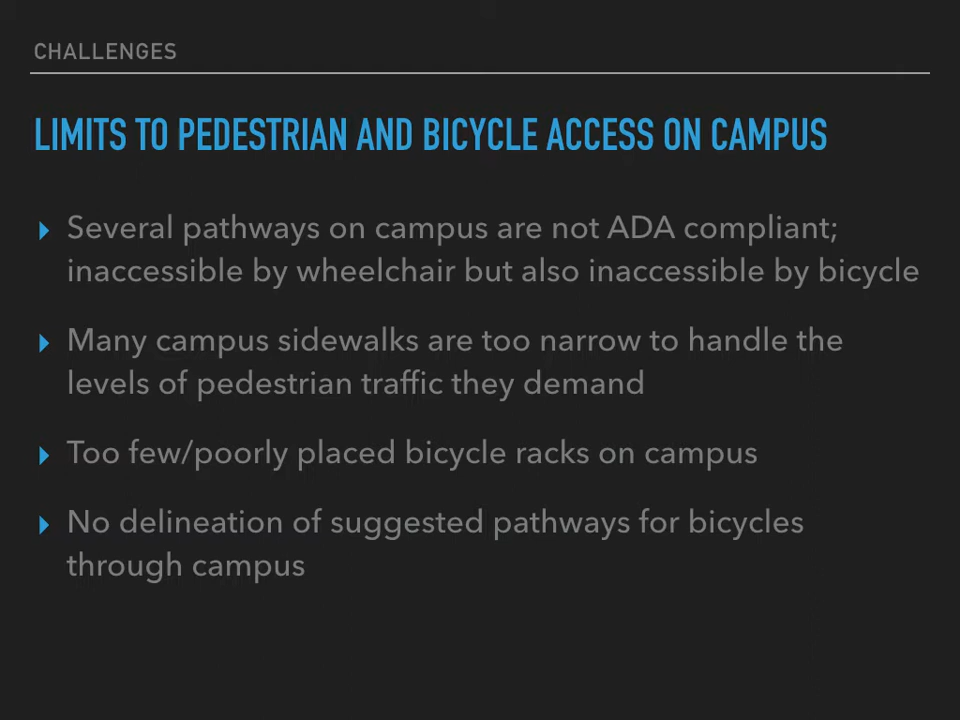 CHALLENGES
LIMITS TO PEDESTRIAN AND BICYCLE ACCESS ON CAMPUS
Several pathways on campus are not ADA compliant;
inaccessible by wheelchair but also inaccessible by bicycle
Many campus sidewalks are too narrow to handle the
levels of pedestrian traffic they demand
Too few/poorly placed bicycle racks on campus
No delineation of suggested pathways for bicycles
through campus